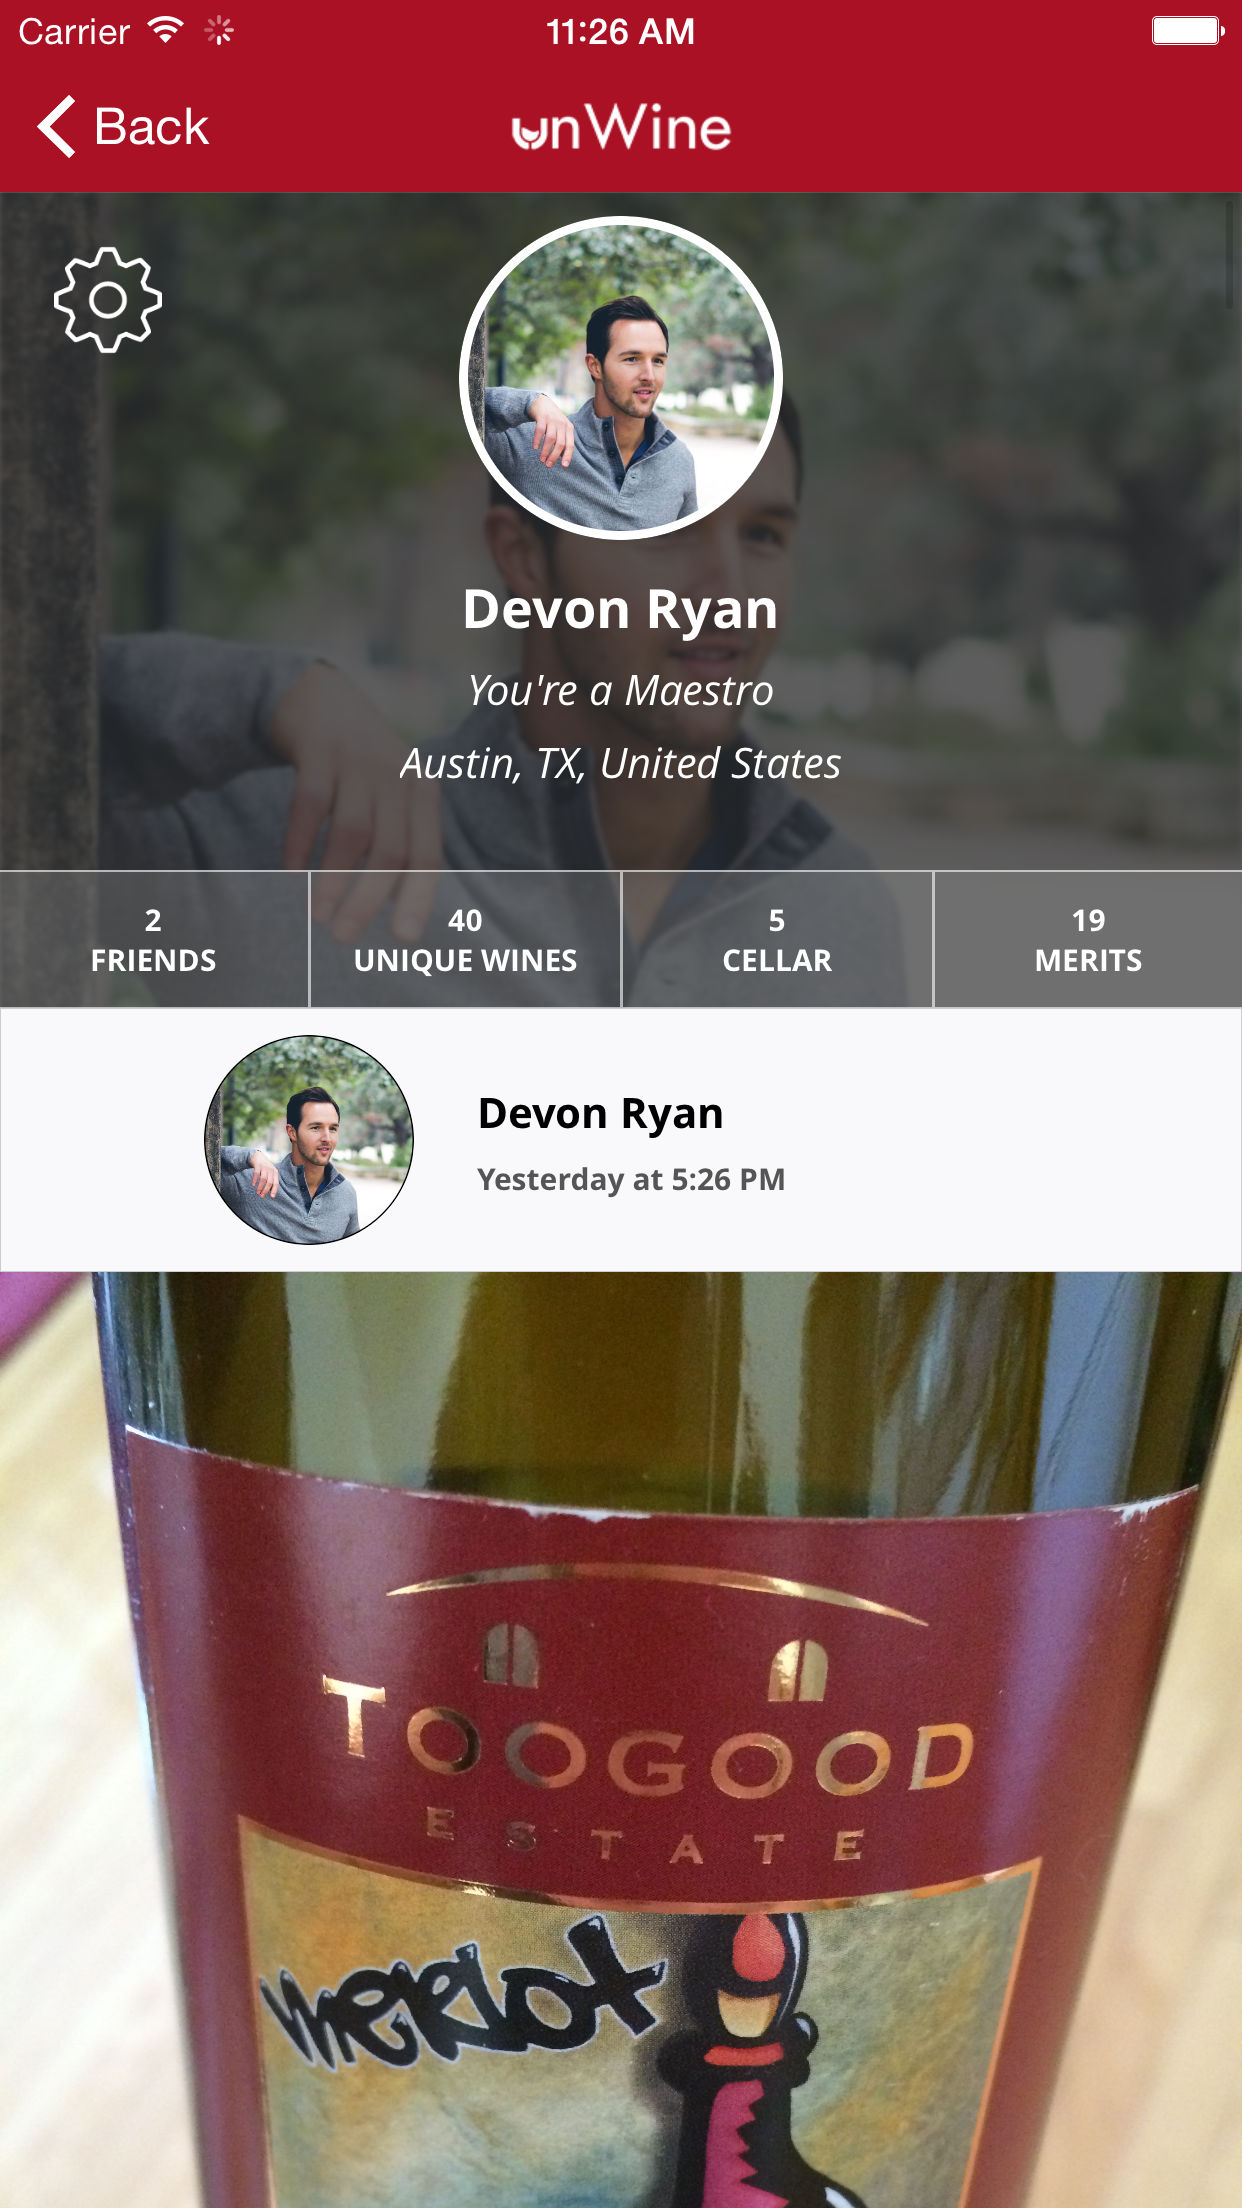 Carrier 11:26 AM
Back unWine
Devon Ryan
You're a Maestro
Austin, TX, United States
2 40 5 19
FRIENDS UNIQUE WINES CELLAR MERITS
Devon Ryan
Yesterday at 5:26 PM
TOOGOOD
ESTATE
merlot